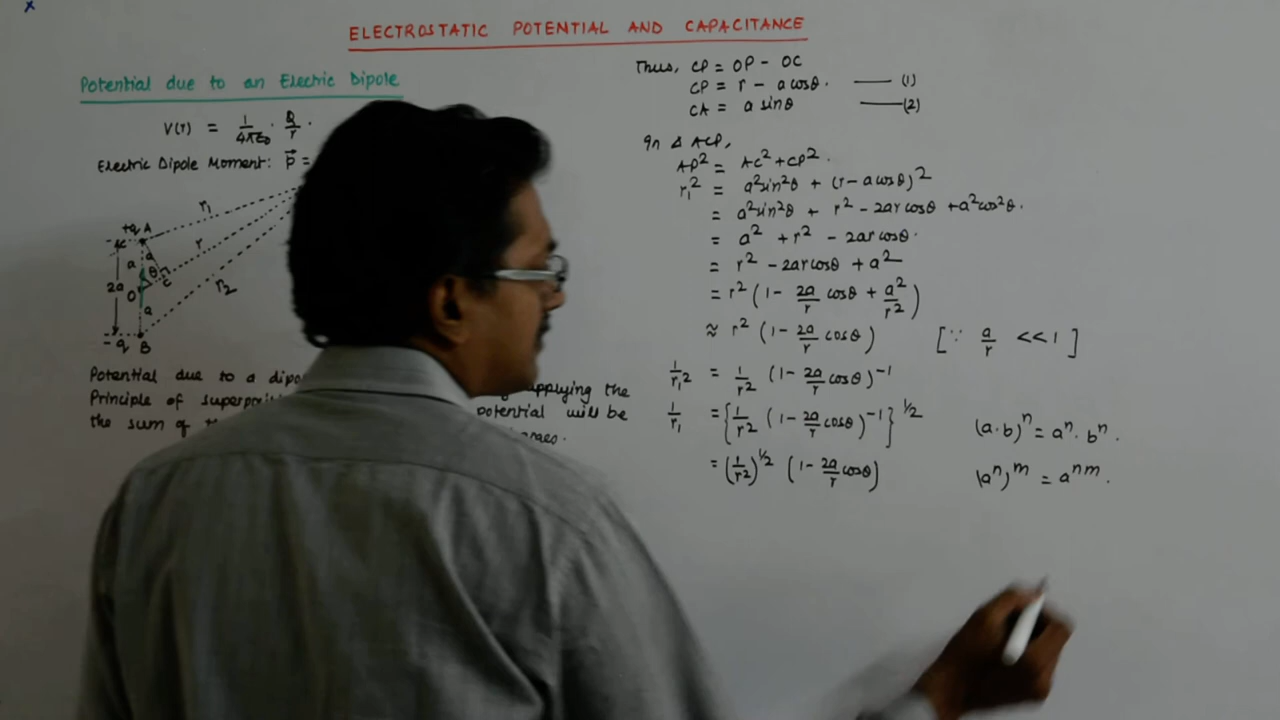 x
ELECTROSTATIC POTENTIAL AND CAPACITANCE
Potential due to an Electric Dipole
V(r) = 1/4πε₀ · Q/r ·
Electric Dipole Moment: p⃗ =
+q A
r₁
r
r₂
a
a
θ
2a
O
C
a
-q B
Potential due to a dipo
Principle of superpos
the sum of
applying the
potential will be
Thus, CP = OP - OC
CP = r - a cosθ. —— (1)
CA = a sinθ —— (2)
In Δ ACP,
AP² = AC² + CP².
r₁² = a²sin²θ + (r - a cosθ)²
= a²sin²θ + r² - 2ar cosθ + a²cos²θ.
= a² + r² - 2ar cosθ.
= r² - 2ar cosθ + a²
= r² (1 - 2a/r cosθ + a²/r²)
≈ r² (1 - 2a/r cosθ) [∵ a/r << 1]
1/r₁² = 1/r² (1 - 2a/r cosθ)⁻¹
1/r₁ = {1/r² (1 - 2a/r cosθ)⁻¹}^1/2
(a·b)ⁿ = aⁿ · bⁿ.
= (1/r²)^1/2 (1 - 2a/r cosθ)
(aⁿ)ᵐ = aⁿᵐ.